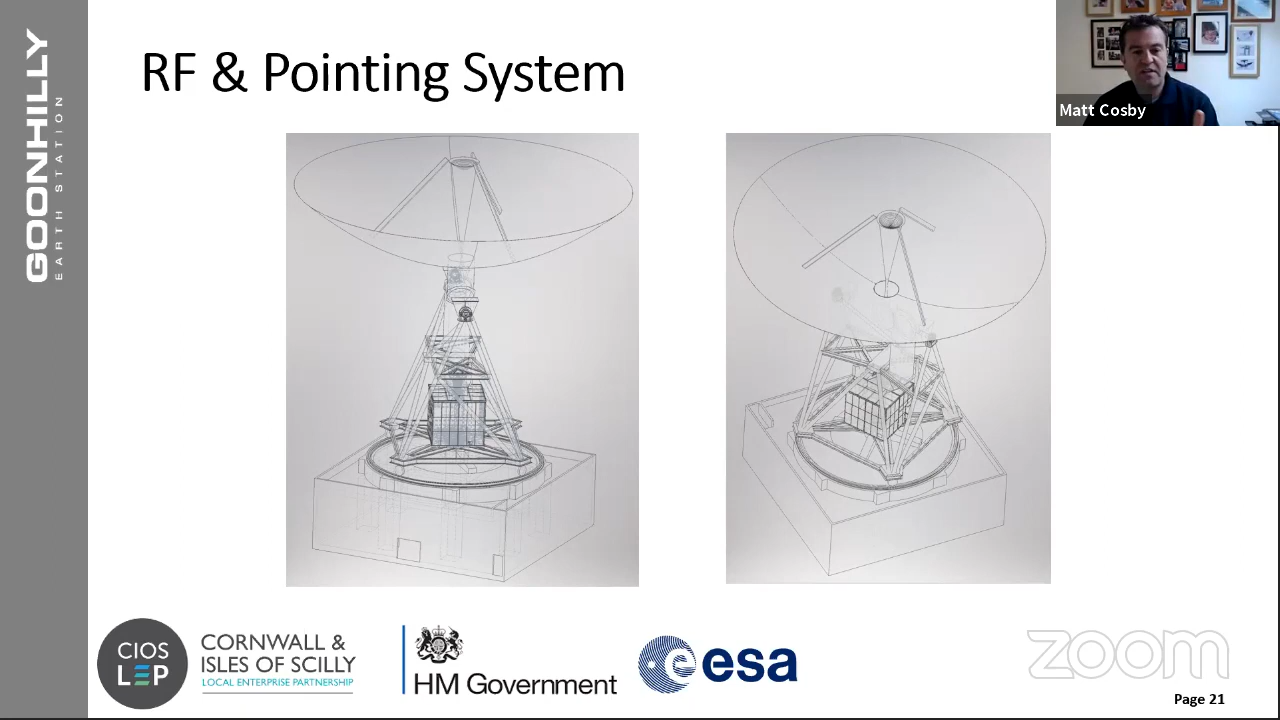 GOONHILLY
EARTH STATION
RF & Pointing System
Matt Cosby
CIOS
LEP
CORNWALL &
ISLES OF SCILLY
LOCAL ENTERPRISE PARTNERSHIP
HM Government
esa
zoom
Page 21